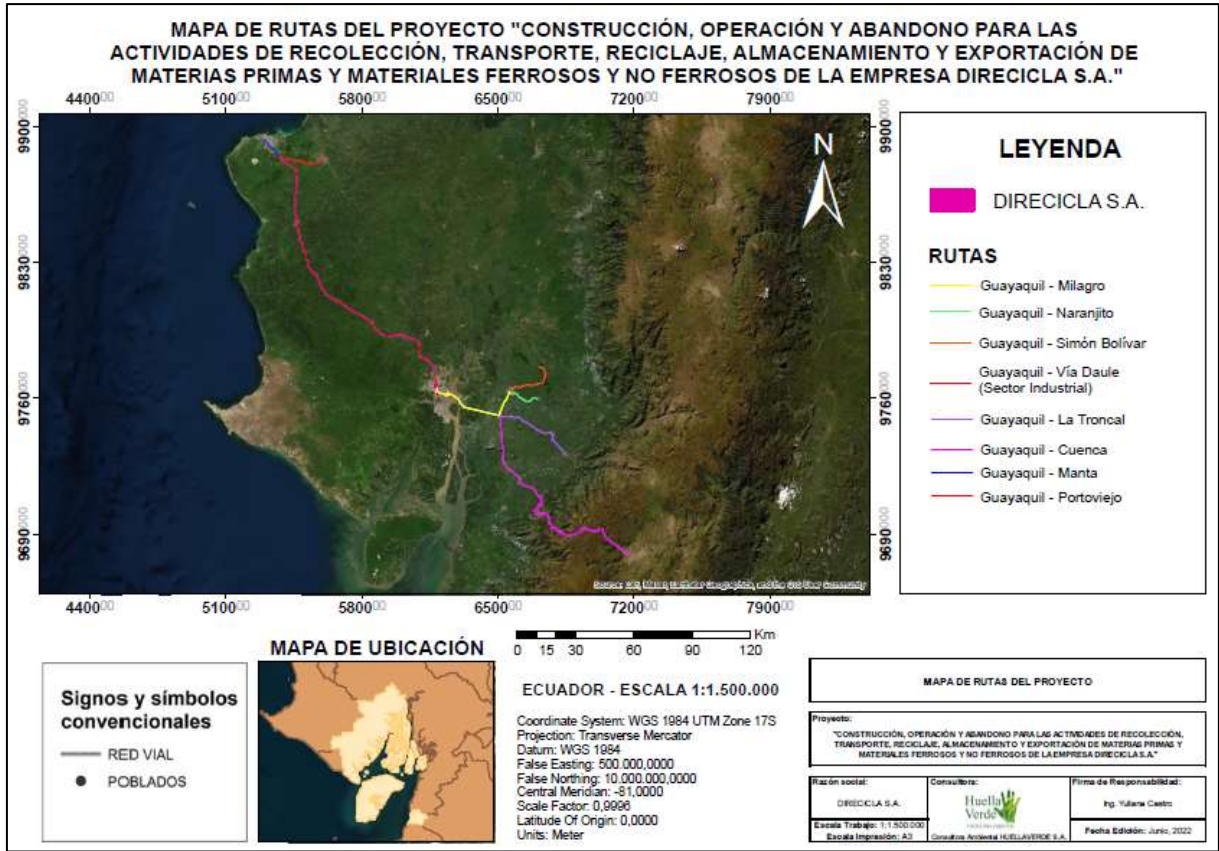 MAPA DE RUTAS DEL PROYECTO "CONSTRUCCIÓN, OPERACIÓN Y ABANDONO PARA LAS
ACTIVIDADES DE RECOLECCIÓN, TRANSPORTE, RECICLAJE, ALMACENAMIENTO Y EXPORTACIÓN DE
MATERIAS PRIMAS Y MATERIALES FERROSOS Y NO FERROSOS DE LA EMPRESA DIRECICLA S.A."
440000 510000 580000 650000 720000 790000
9900000
9830000
9760000
9690000
N
9900000
9830000
9760000
9690000
440000 510000 580000 650000 720000 790000
LEYENDA
DIRECICLA S.A.
RUTAS
Guayaquil - Milagro
Guayaquil - Naranjito
Guayaquil - Simón Bolívar
Guayaquil - Vía Daule
(Sector Industrial)
Guayaquil - La Troncal
Guayaquil - Cuenca
Guayaquil - Manta
Guayaquil - Portoviejo
Signos y símbolos
convencionales
RED VIAL
POBLADOS
MAPA DE UBICACIÓN
Km
0 15 30 60 90 120
ECUADOR - ESCALA 1:1.500.000
Coordinate System: WGS 1984 UTM Zone 17S
Projection: Transverse Mercator
Datum: WGS 1984
False Easting: 500.000,0000
False Northing: 10.000.000,0000
Central Meridian: -81,0000
Scale Factor: 0,9996
Latitude Of Origin: 0,0000
Units: Meter
MAPA DE RUTAS DEL PROYECTO
Proyecto:
"CONSTRUCCIÓN, OPERACIÓN Y ABANDONO PARA LAS ACTIVIDADES DE RECOLECCIÓN,
TRANSPORTE, RECICLAJE, ALMACENAMIENTO Y EXPORTACIÓN DE MATERIAS PRIMAS Y
MATERIALES FERROSOS Y NO FERROSOS DE LA EMPRESA DIRECICLA S.A."
Razón social:
DIRECICLA S.A.
Escala Trabajo: 1:1.500.000
Escala Impresión: A3
Consultora:
Huella
Verde
Consultora Ambiental HUELLAVERDE S.A.
Firma de Responsabilidad:
Ing. Yuliana Castro
Fecha Edición: Junio, 2022